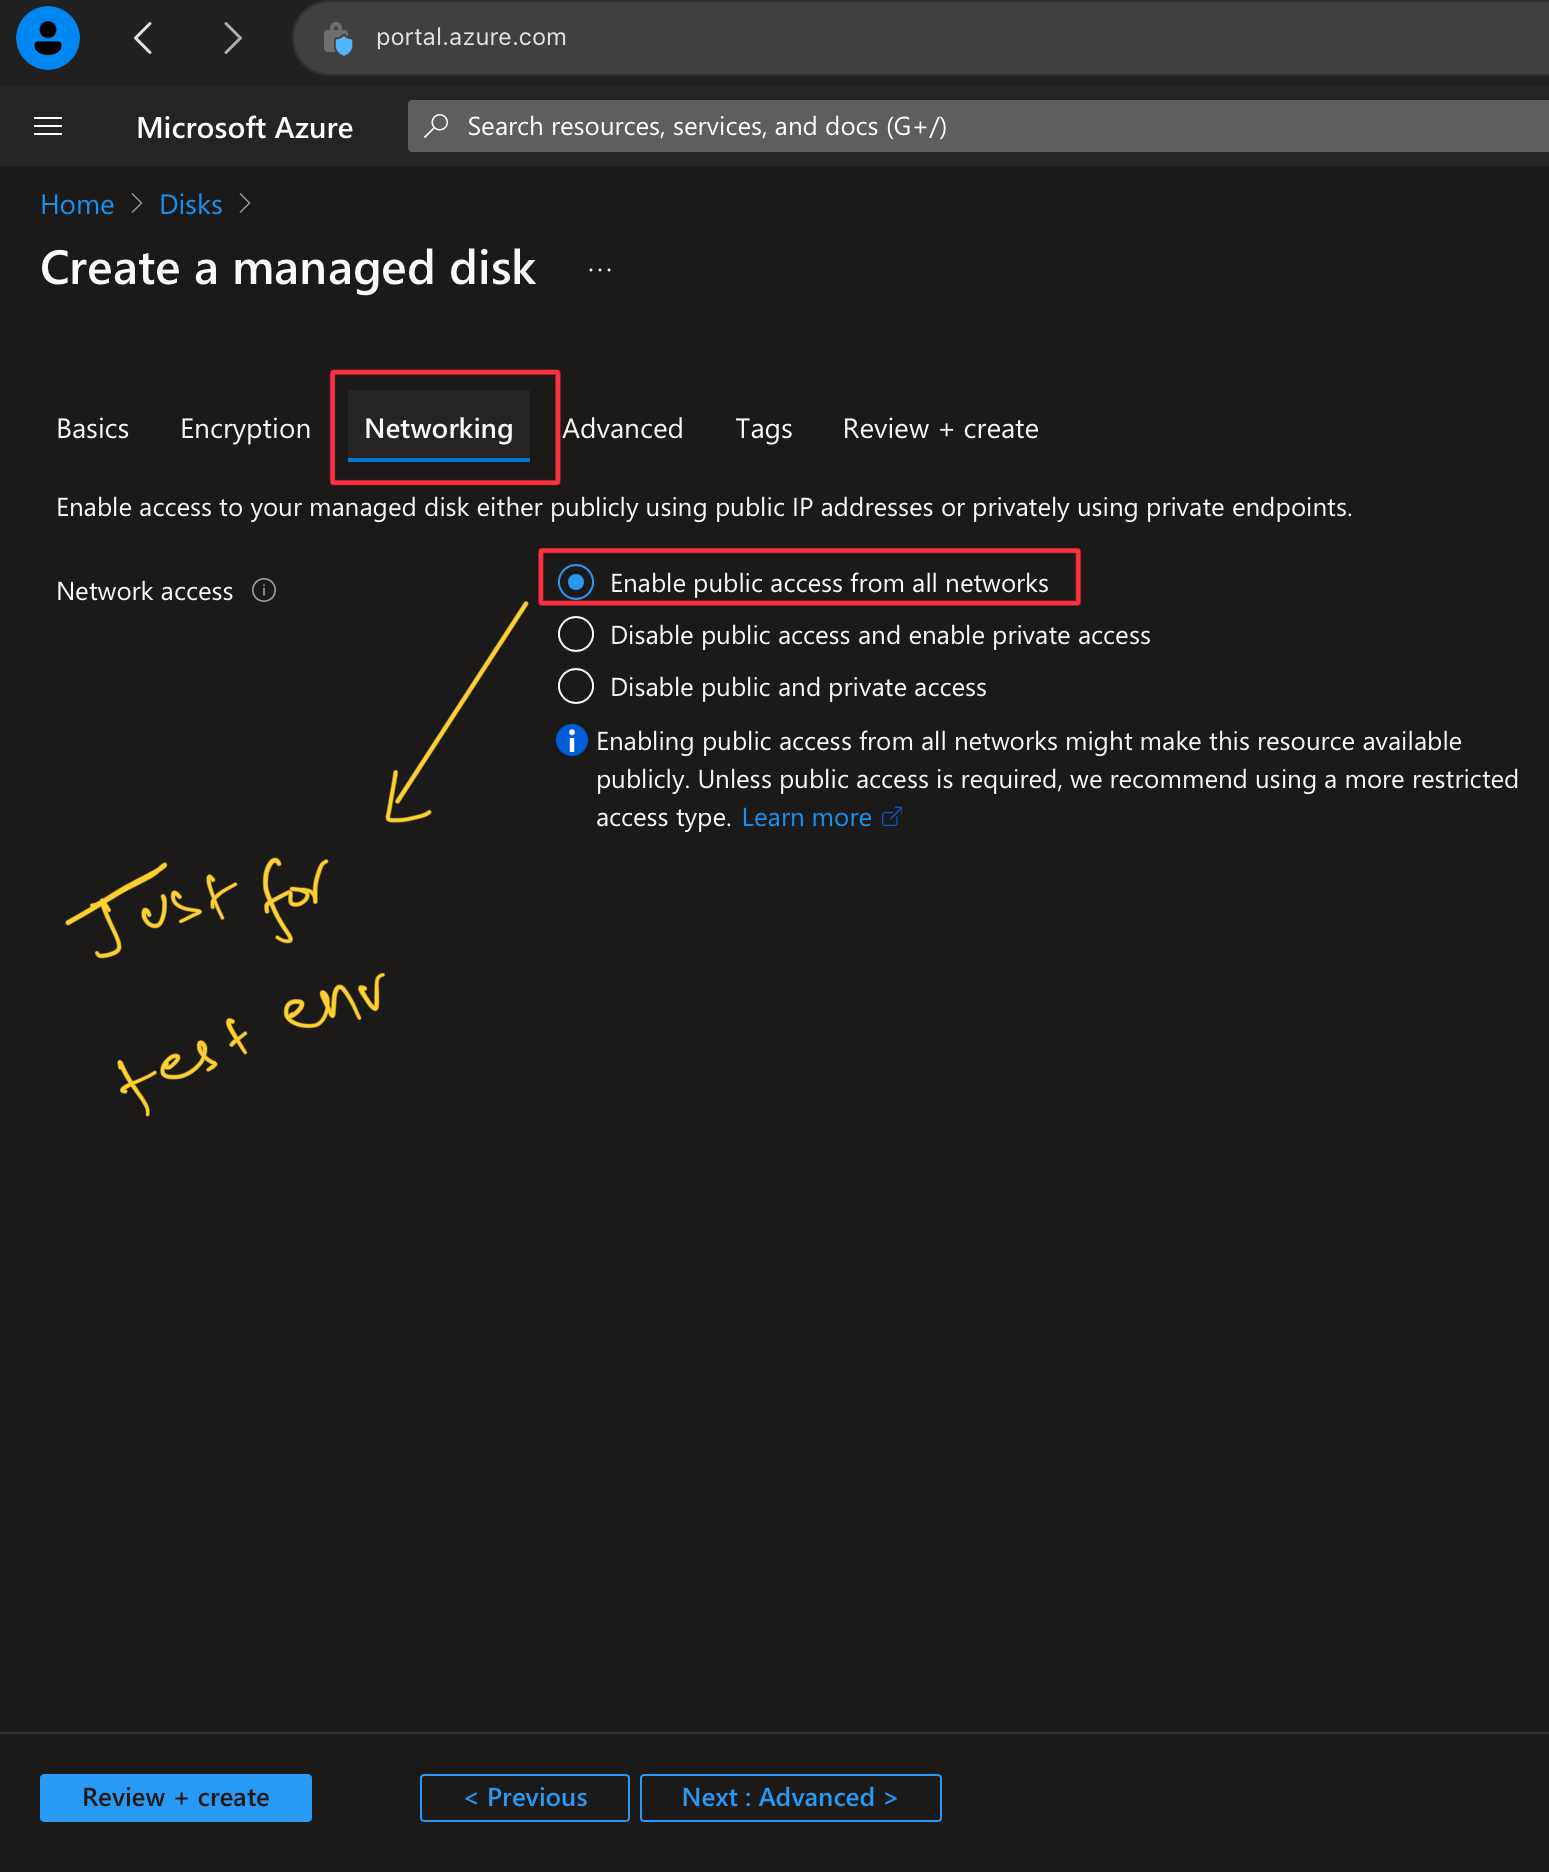 portal.azure.com
Microsoft Azure
Search resources, services, and docs (G+/)
Home > Disks >
Create a managed disk ...
Basics Encryption Networking Advanced Tags Review + create
Enable access to your managed disk either publicly using public IP addresses or privately using private endpoints.
Network access
Enable public access from all networks
Disable public access and enable private access
Disable public and private access
Enabling public access from all networks might make this resource available
publicly. Unless public access is required, we recommend using a more restricted
access type. Learn more
Just for
test env
Review + create
< Previous
Next : Advanced >